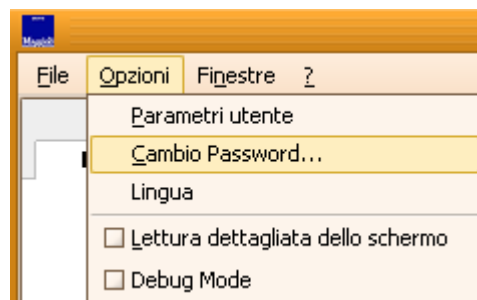 File Opzioni Finestre ?
Parametri utente
Cambio Password...
Lingua
Lettura dettagliata dello schermo
Debug Mode